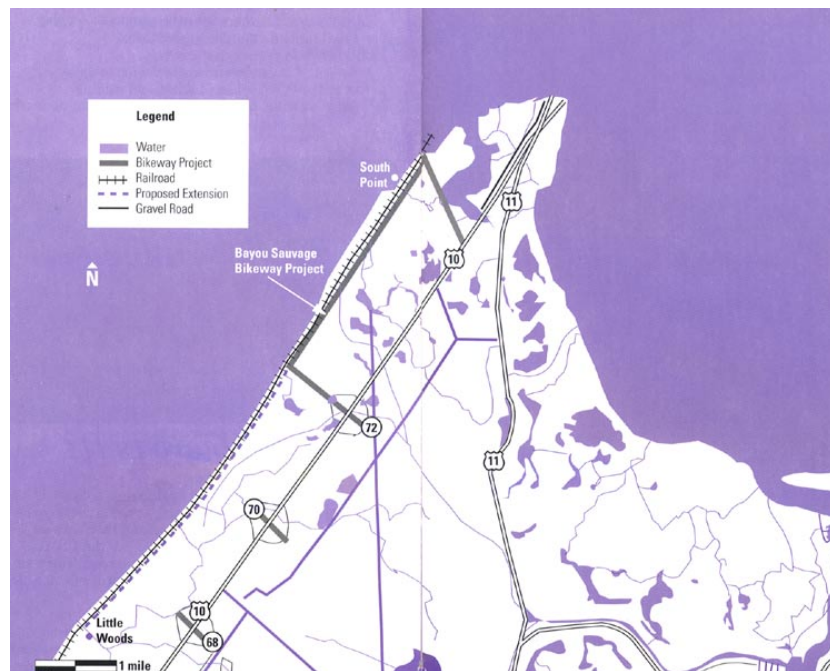 Legend
Water
Bikeway Project
Railroad
Proposed Extension
Gravel Road
South
Point
11
Bayou Sauvage
Bikeway Project
10
N
72
11
70
10
68
Little
Woods
1 mile